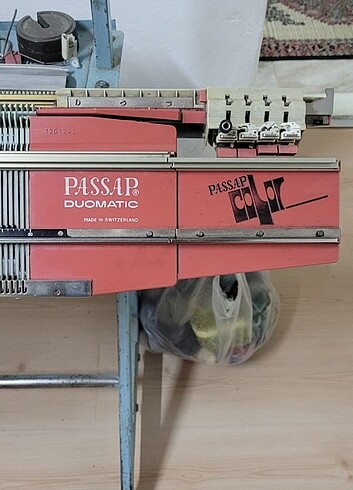 PASSAP
DUOMATIC
MADE IN SWITZERLAND
PASSAP
color